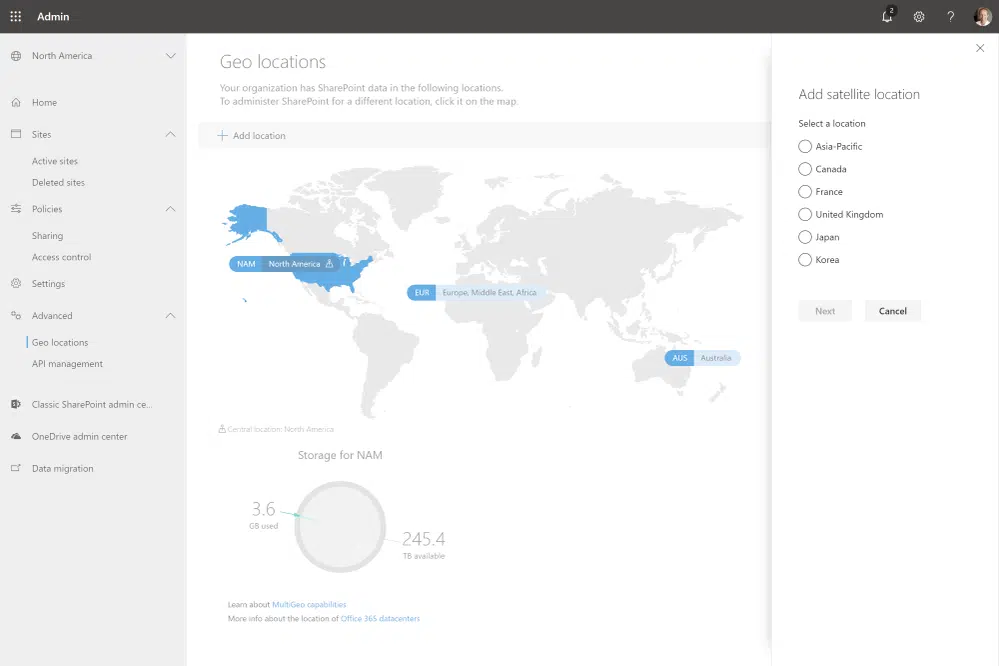 Admin
2
?
North America
Home
Sites
Active sites
Deleted sites
Policies
Sharing
Access control
Settings
Advanced
Geo locations
API management
Classic SharePoint admin ce...
OneDrive admin center
Data migration
Geo locations
Your organization has SharePoint data in the following locations.
To administer SharePoint for a different location, click it on the map.
Add location
NAM North America
EUR Europe, Middle East, Africa
AUS Australia
Central location: North America
Storage for NAM
3.6
GB used
245.4
TB available
Learn about MultiGeo capabilities
More info about the location of Office 365 datacenters
Add satellite location
Select a location
Asia-Pacific
Canada
France
United Kingdom
Japan
Korea
Next Cancel